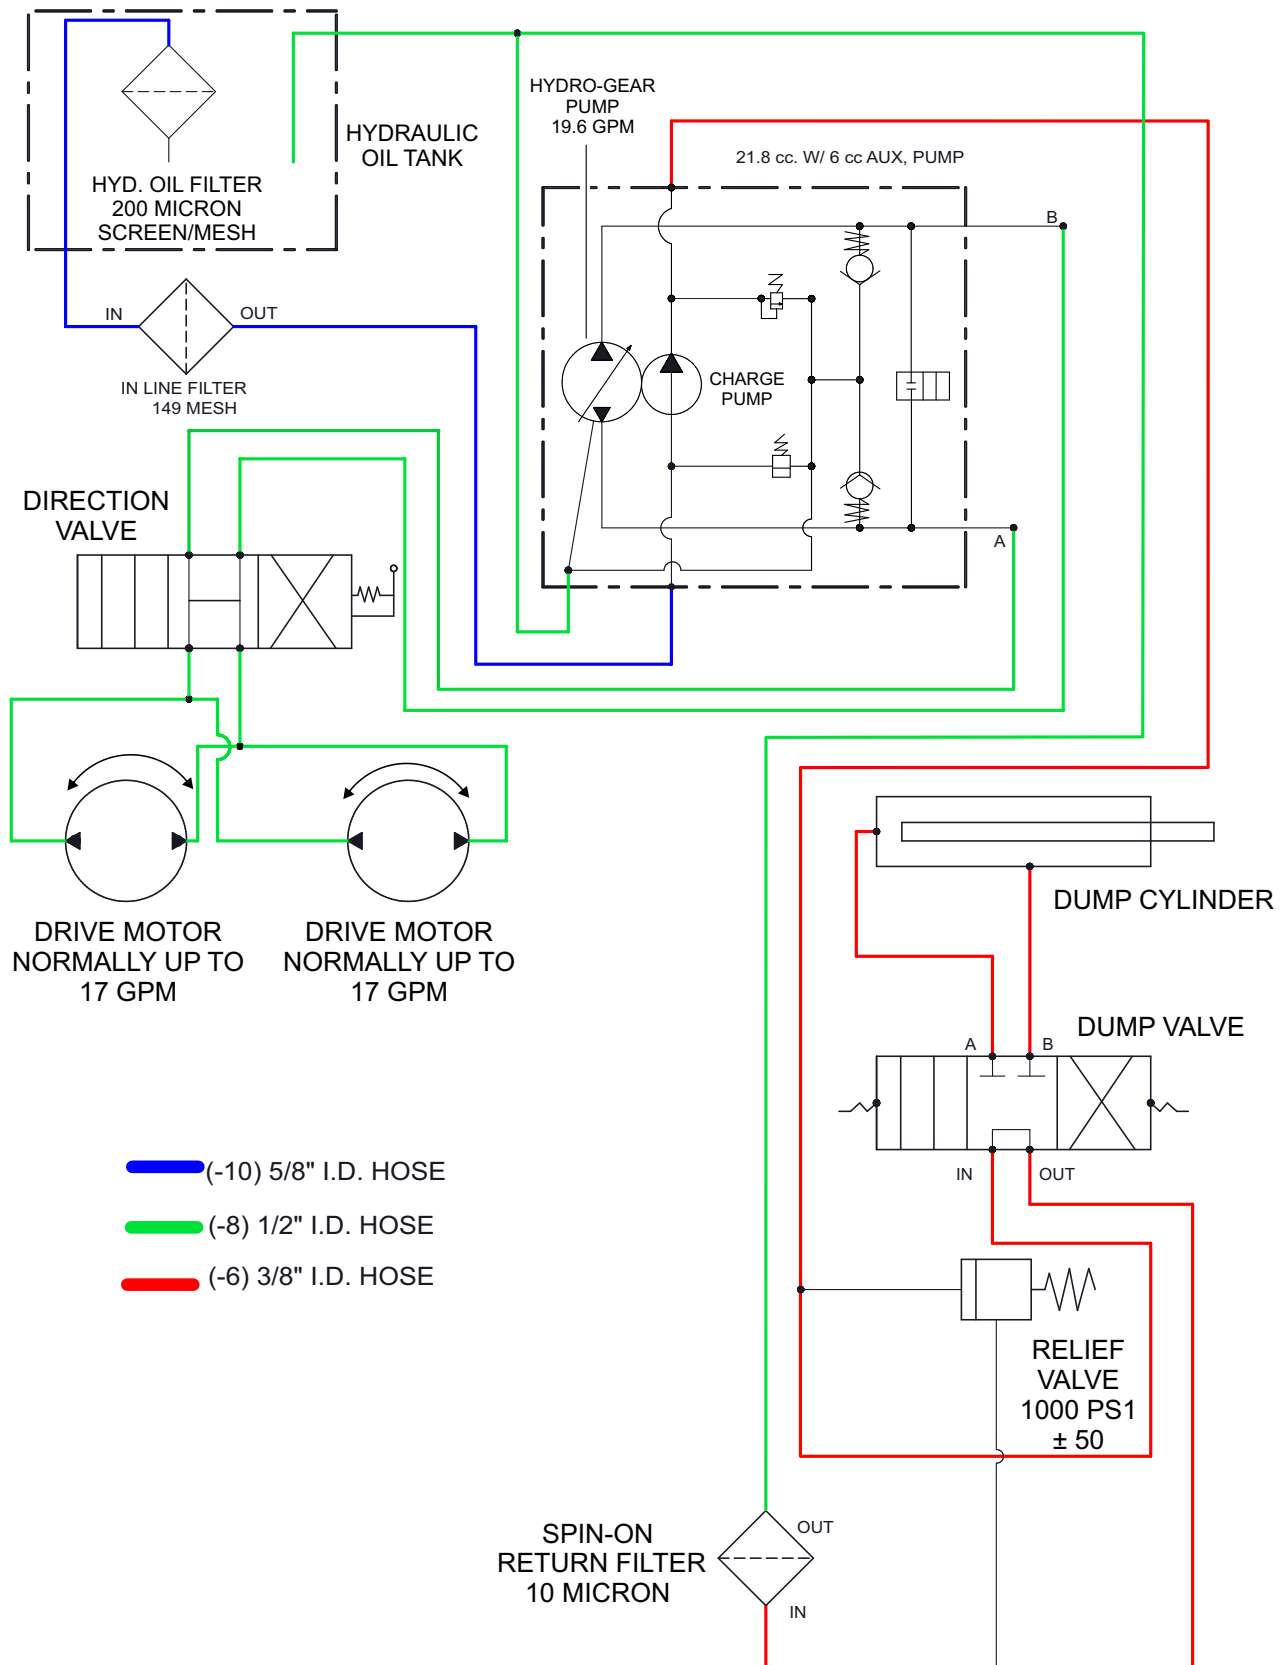 HYDRO-GEAR
PUMP
19.6 GPM
HYDRAULIC
OIL TANK
21.8 cc. W/ 6 cc AUX, PUMP
HYD. OIL FILTER
200 MICRON
SCREEN/MESH
B
IN
OUT
CHARGE
PUMP
IN LINE FILTER
149 MESH
DIRECTION
VALVE
A
DRIVE MOTOR
NORMALLY UP TO
17 GPM
DRIVE MOTOR
NORMALLY UP TO
17 GPM
DUMP CYLINDER
DUMP VALVE
A
B
IN
OUT
(-10) 5/8" I.D. HOSE
(-8) 1/2" I.D. HOSE
(-6) 3/8" I.D. HOSE
RELIEF
VALVE
1000 PS1
± 50
SPIN-ON
RETURN FILTER
10 MICRON
OUT
IN